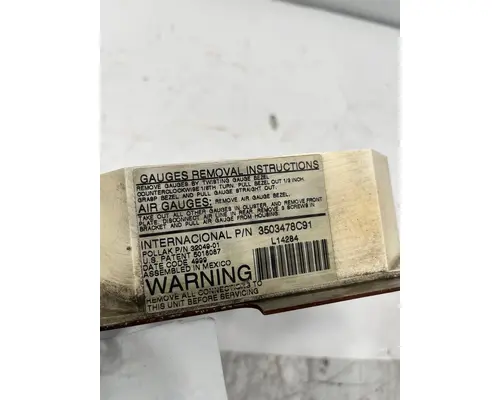 GAUGES REMOVAL INSTRUCTIONS
REMOVE GAUGES BY TWISTING GAUGE BEZEL
COUNTERCLOCKWISE 1/8TH TURN. PULL BEZEL OUT 1/2 INCH.
GRASP BEZEL AND PULL GAUGE STRAIGHT OUT.
AIR GAUGES: REMOVE AIR GAUGE BEZEL
TAKE OUT ALL OTHER GAUGES IN CLUSTER, AND REMOVE FRONT
PLATE. DISCONNECT AIR LINE IN REAR. REMOVE 3 SCREWS IN
BRACKET AND PULL AIR GAUGE FROM HOUSING.
INTERNACIONAL P/N 3503478C91
POLLAK P/N 32049-01
U.S. PATENT 5016087
DATE CODE 4999
ASSEMBLED IN MEXICO
L14284
WARNING
REMOVE ALL CONNECTIONS TO
THIS UNIT BEFORE SERVICING